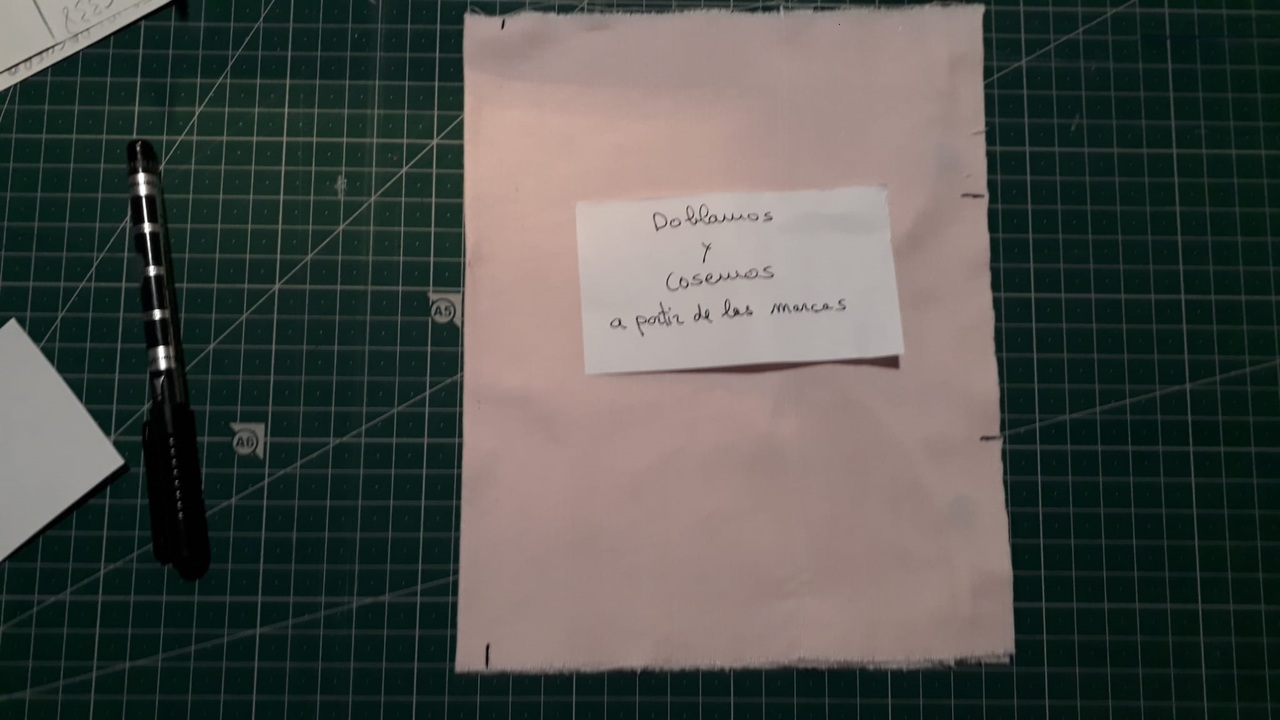 Doblamos
y
Cosemos
a partir de las marcas
A5
A6